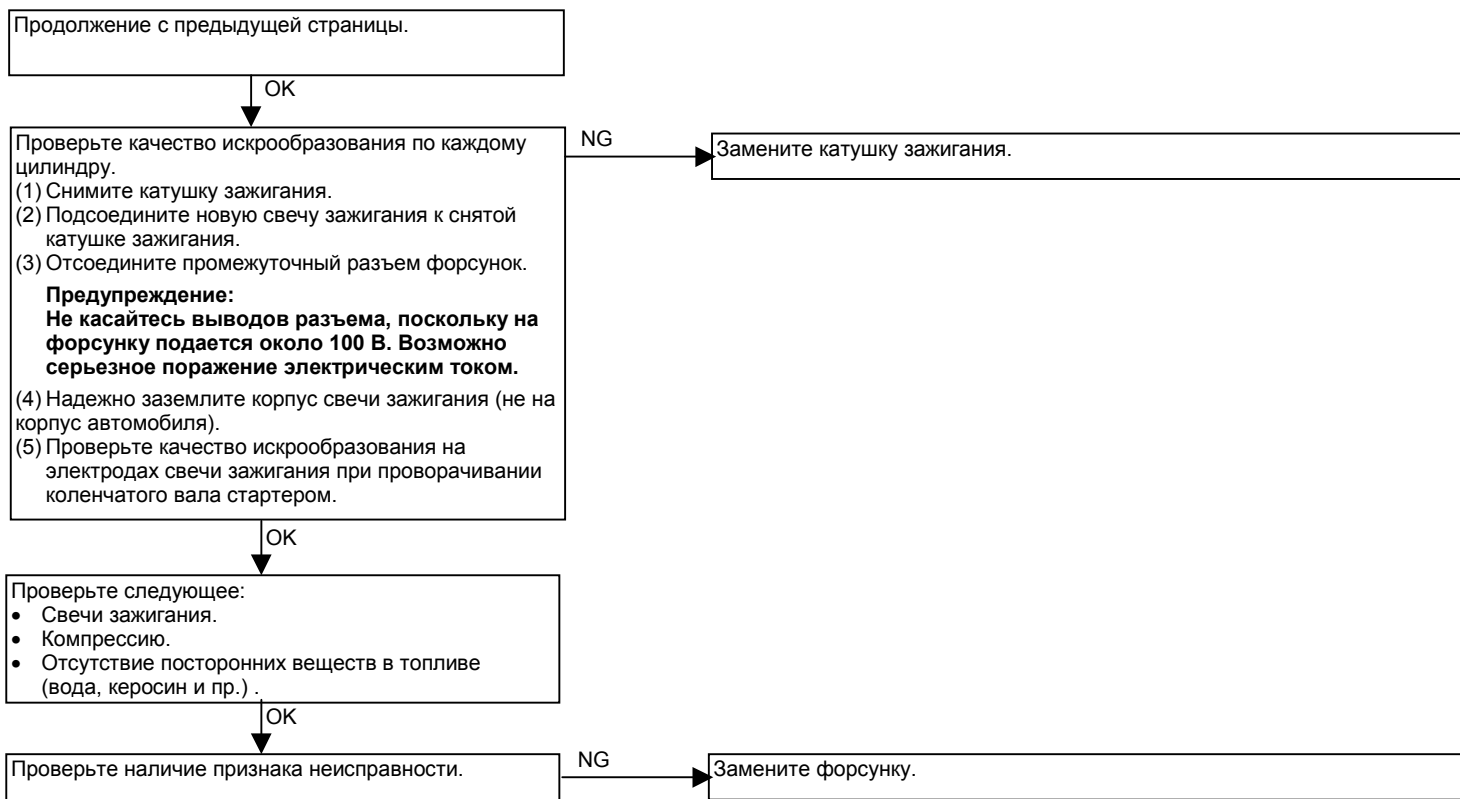 Продолжение с предыдущей страницы.
OK
Проверьте качество искрообразования по каждому
цилиндру.
(1) Снимите катушку зажигания.
(2) Подсоедините новую свечу зажигания к снятой
катушке зажигания.
(3) Отсоедините промежуточный разъем форсунок.
Предупреждение:
Не касайтесь выводов разъема, поскольку на
форсунку подается около 100 В. Возможно
серьезное поражение электрическим током.
(4) Надежно заземлите корпус свечи зажигания (не на
корпус автомобиля).
(5) Проверьте качество искрообразования на
электродах свечи зажигания при проворачивании
коленчатого вала стартером.
NG
Замените катушку зажигания.
OK
Проверьте следующее:
• Свечи зажигания.
• Компрессию.
• Отсутствие посторонних веществ в топливе
(вода, керосин и пр.) .
OK
Проверьте наличие признака неисправности.
NG
Замените форсунку.